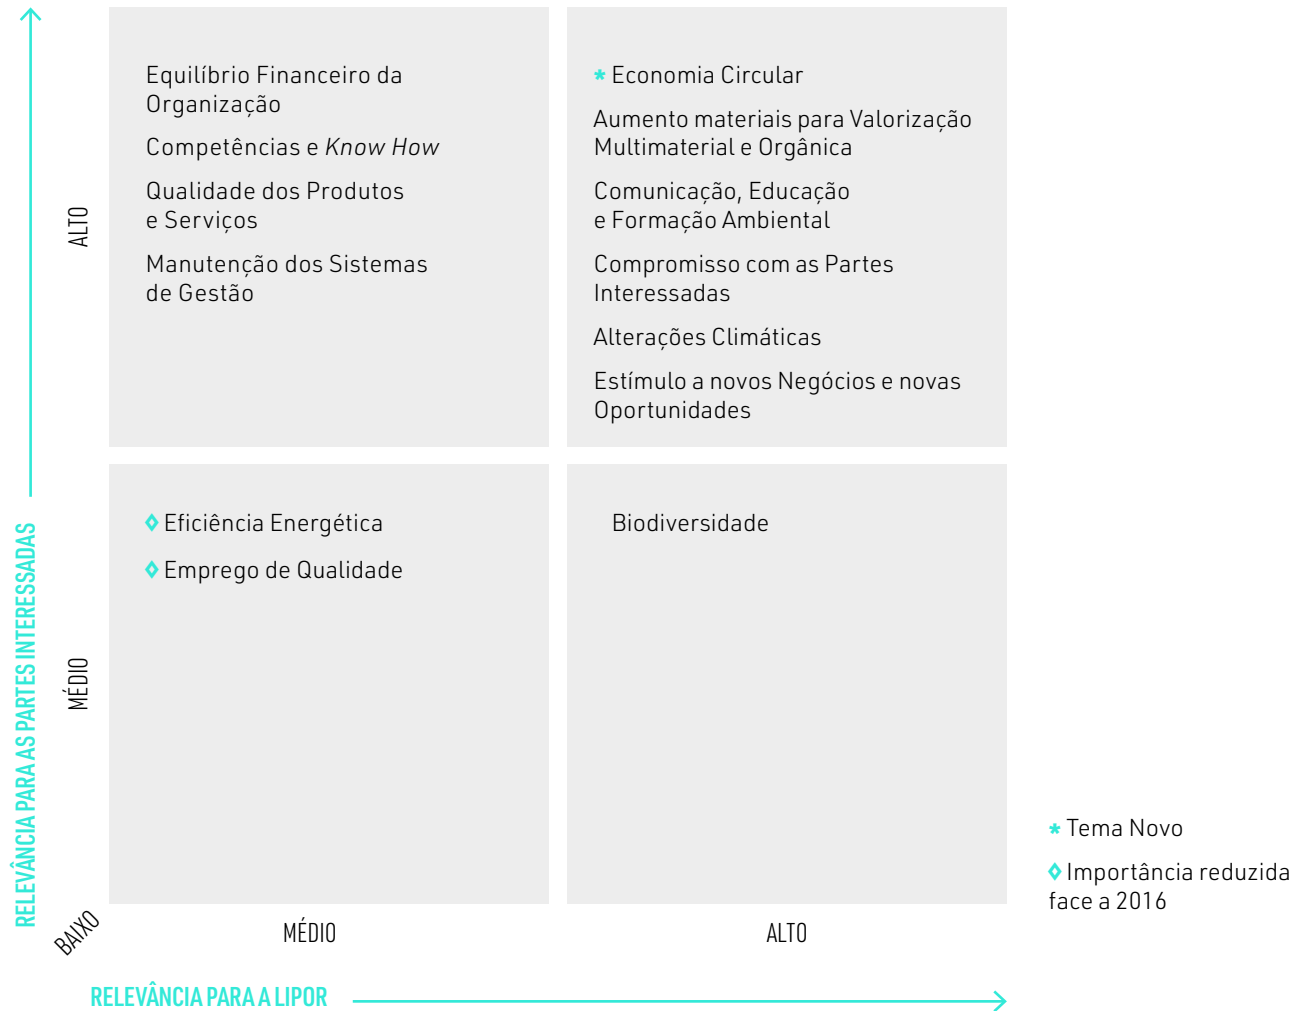 RELEVÂNCIA PARA AS PARTES INTERESSADAS
ALTO
Equilíbrio Financeiro da
Organização
Competências e Know How
Qualidade dos Produtos
e Serviços
Manutenção dos Sistemas
de Gestão
* Economia Circular
Aumento materiais para Valorização
Multimaterial e Orgânica
Comunicação, Educação
e Formação Ambiental
Compromisso com as Partes
Interessadas
Alterações Climáticas
Estímulo a novos Negócios e novas
Oportunidades
MÉDIO
Eficiência Energética
Emprego de Qualidade
Biodiversidade
* Tema Novo
Importância reduzida
face a 2016
BAIXO
MÉDIO
ALTO
RELEVÂNCIA PARA A LIPOR